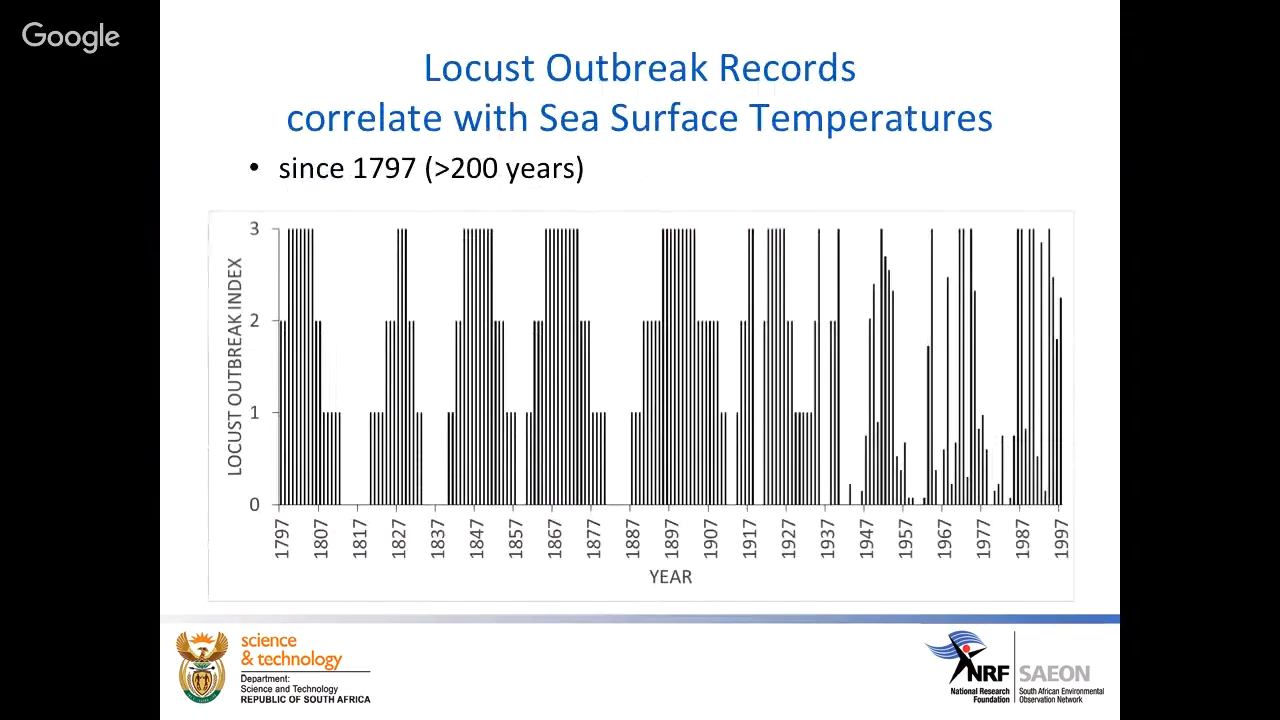 Google
Locust Outbreak Records
correlate with Sea Surface Temperatures
• since 1797 (>200 years)
3
2
1
0
LOCUST OUTBREAK INDEX
1797 1807 1817 1827 1837 1847 1857 1867 1877 1887 1897 1907 1917 1927 1937 1947 1957 1967 1977 1987 1997
YEAR
science
& technology
Department:
Science and Technology
REPUBLIC OF SOUTH AFRICA
NRF
National Research
Foundation
SAEON
South African Environmental
Observation Network